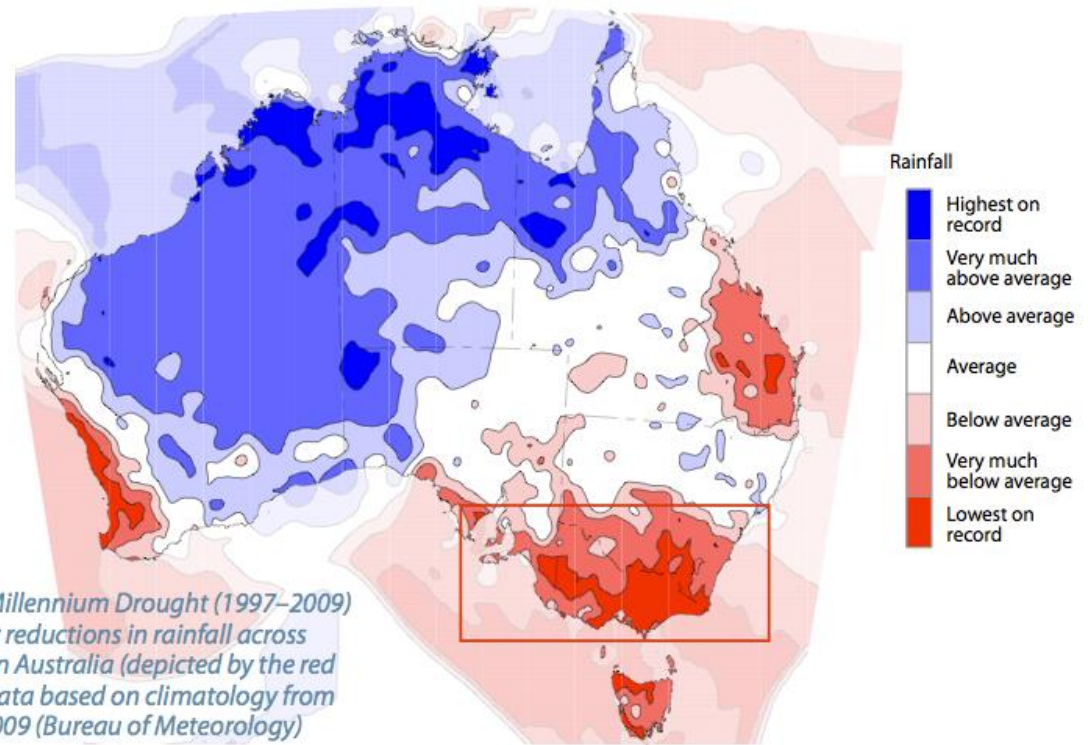 Rainfall
Highest on
record
Very much
above average
Above average
Average
Below average
Very much
below average
Lowest on
record
Millennium Drought (1997–2009)
reductions in rainfall across
Australia (depicted by the red
based on climatology from
(Bureau of Meteorology)